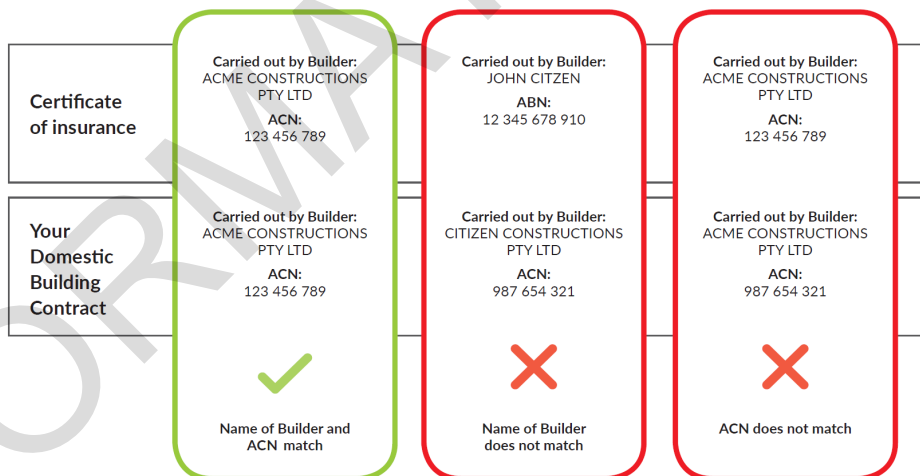 Certificate
of insurance
Carried out by Builder:
ACME CONSTRUCTIONS
PTY LTD
ACN:
123 456 789
Carried out by Builder:
JOHN CITZEN
ABN:
12 345 678 910
Carried out by Builder:
ACME CONSTRUCTIONS
PTY LTD
ACN:
123 456 789
Your
Domestic
Building
Contract
Carried out by Builder:
ACME CONSTRUCTIONS
PTY LTD
ACN:
123 456 789
Carried out by Builder:
CITIZEN CONSTRUCTIONS
PTY LTD
ACN:
987 654 321
Carried out by Builder:
ACME CONSTRUCTIONS
PTY LTD
ACN:
987 654 321
Name of Builder and
ACN match
Name of Builder
does not match
ACN does not match
ORMA